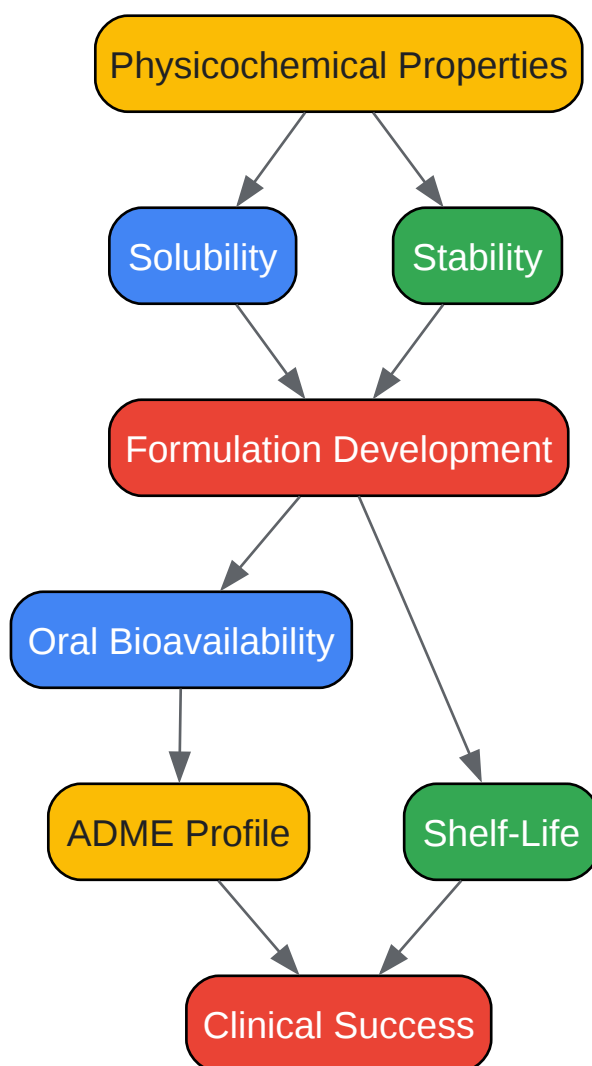 Physicochemical Properties
Solubility
Stability
Formulation Development
Oral Bioavailability
ADME Profile
Shelf-Life
Clinical Success